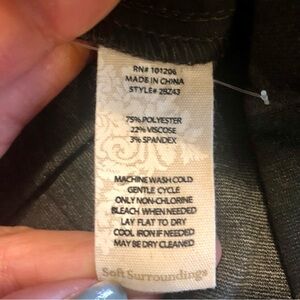 RN# 101206
MADE IN CHINA
STYLE# 2BZ43
75% POLYESTER
22% VISCOSE
3% SPANDEX
MACHINE WASH COLD
GENTLE CYCLE
ONLY NON-CHLORINE
BLEACH WHEN NEEDED
LAY FLAT TO DRY
COOL IRON IF NEEDED
MAY BE DRY CLEANED
Soft Surroundings